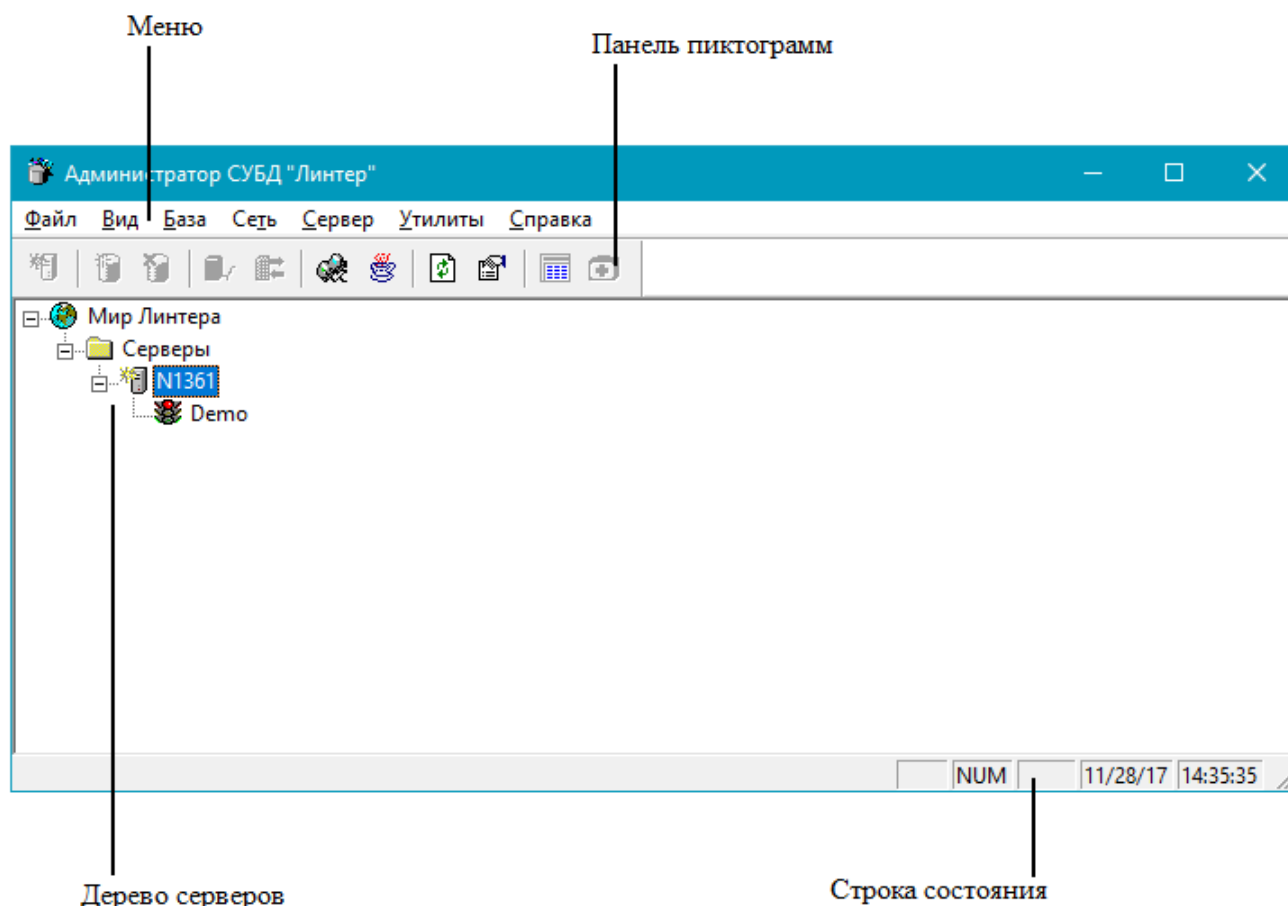 Меню
Панель пиктограмм
Администратор СУБД "Линтер"
Файл Вид База Сеть Сервер Утилиты Справка
Мир Линтера
Серверы
N1361
Demo
NUM 11/28/17 14:35:35
Дерево серверов
Строка состояния